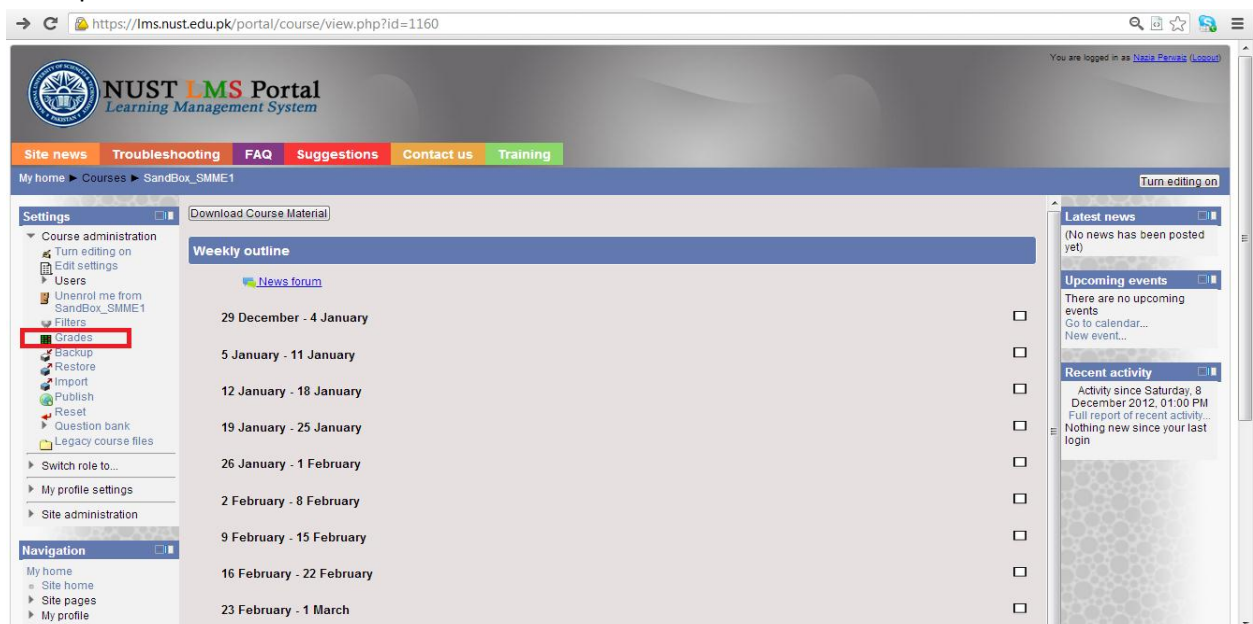 https://lms.nust.edu.pk/portal/course/view.php?id=1160
You are logged in as Nazia Pervaiz (Logout)
NUST LMS Portal
Learning Management System
Site news Troubleshooting FAQ Suggestions Contact us Training
My home ► Courses ► SandBox_SMME1
Turn editing on
Settings
Course administration
Turn editing on
Edit settings
Users
Unenrol me from
SandBox_SMME1
Filters
Grades
Backup
Restore
Import
Publish
Reset
Question bank
Legacy course files
Switch role to...
My profile settings
Site administration
Navigation
My home
Site home
Site pages
My profile
Download Course Material
Weekly outline
News forum
29 December - 4 January
5 January - 11 January
12 January - 18 January
19 January - 25 January
26 January - 1 February
2 February - 8 February
9 February - 15 February
16 February - 22 February
23 February - 1 March
Latest news
(No news has been posted
yet)
Upcoming events
There are no upcoming
events
Go to calendar...
New event...
Recent activity
Activity since Saturday, 8
December 2012, 01:00 PM
Full report of recent activity...
Nothing new since your last
login